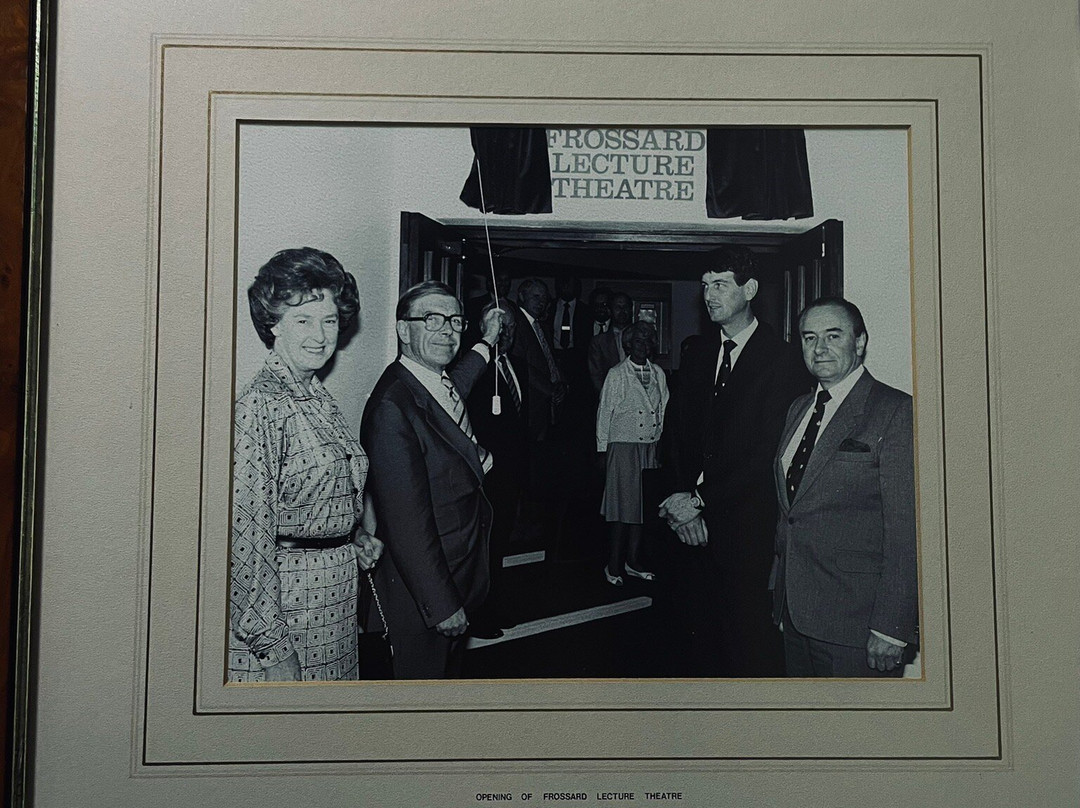 FROSSARD
LECTURE
THEATRE
OPENING OF FROSSARD LECTURE THEATRE